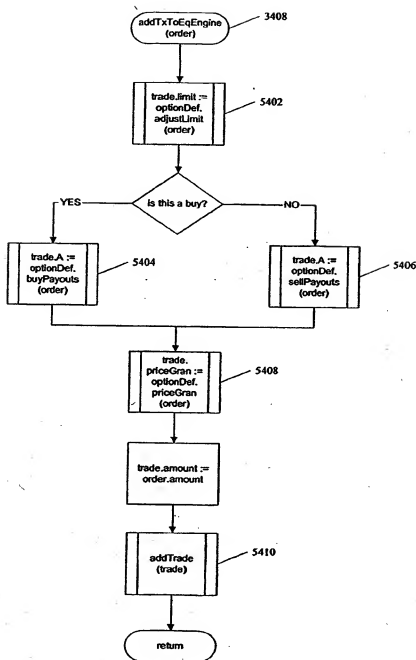 addTxToEqEngine
(order)
3408
trade.limit :=
optionDef.
adjustLimit
(order)
5402
is this a buy?
YES
NO
trade.A :=
optionDef.
buyPayouts
(order)
5404
trade.A :=
optionDef.
sellPayouts
(order)
5406
trade.
priceGran :=
optionDef.
priceGran
(order)
5408
trade.amount :=
order.amount
addTrade
(trade)
5410
return